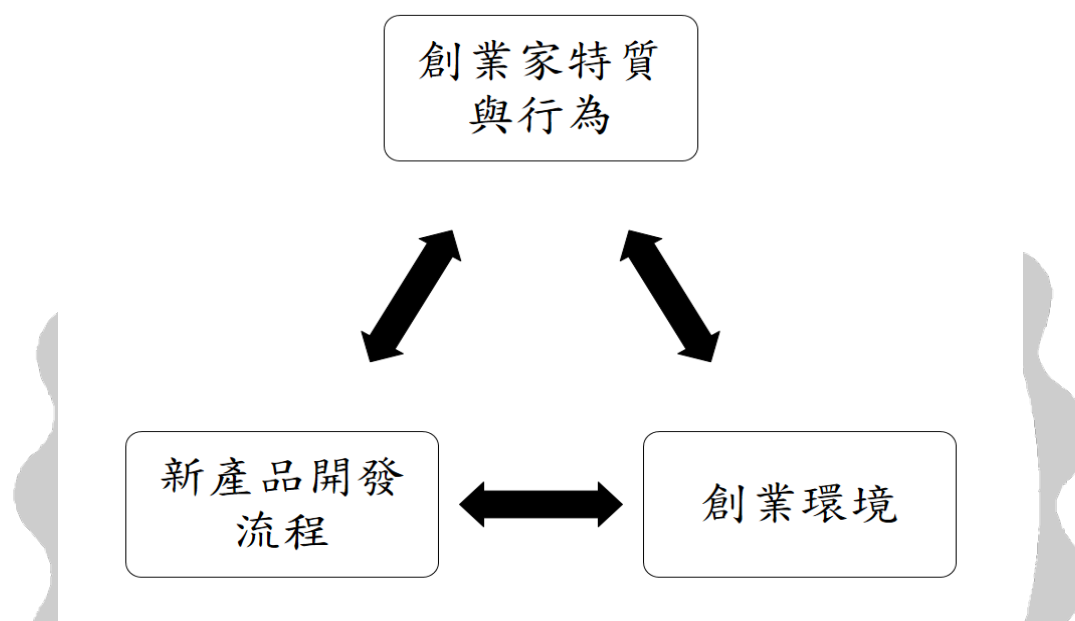 創業家特質
與行為
新產品開發
流程
創業環境